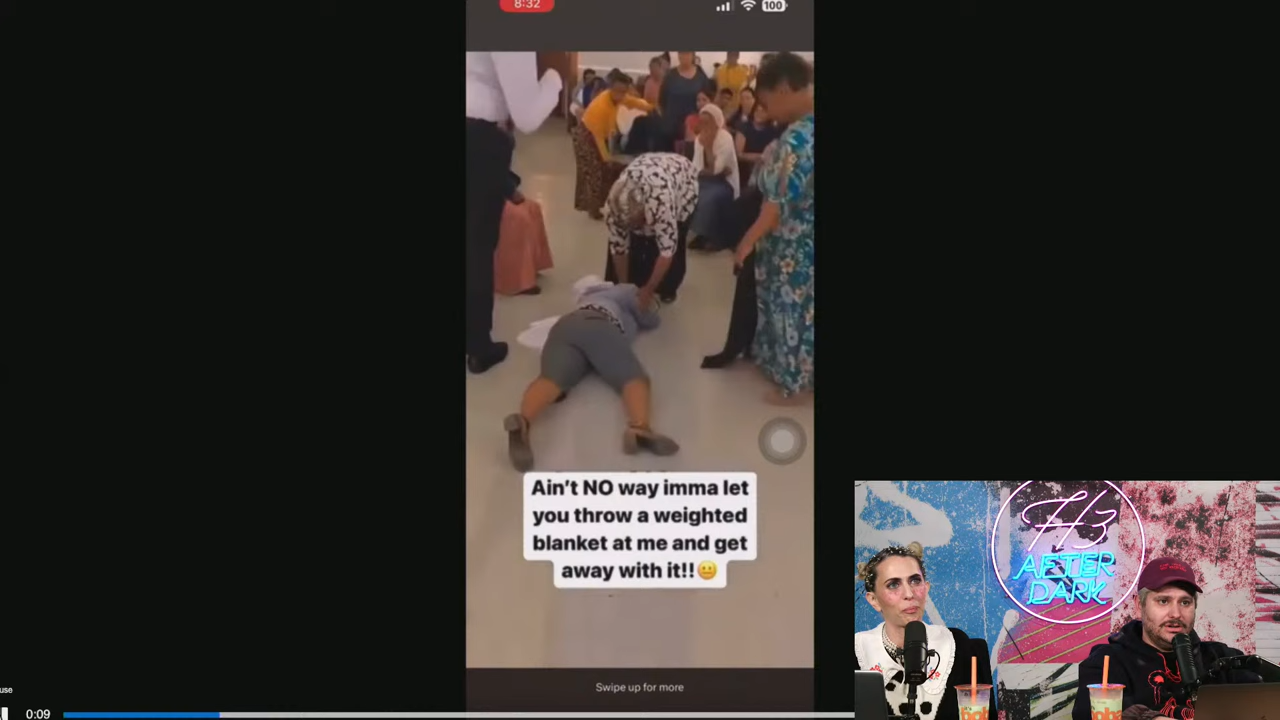 8:32
100
Ain't NO way imma let
you throw a weighted
blanket at me and get
away with it!!😐
Swipe up for more
use
0:09
H3
AFTER
DARK